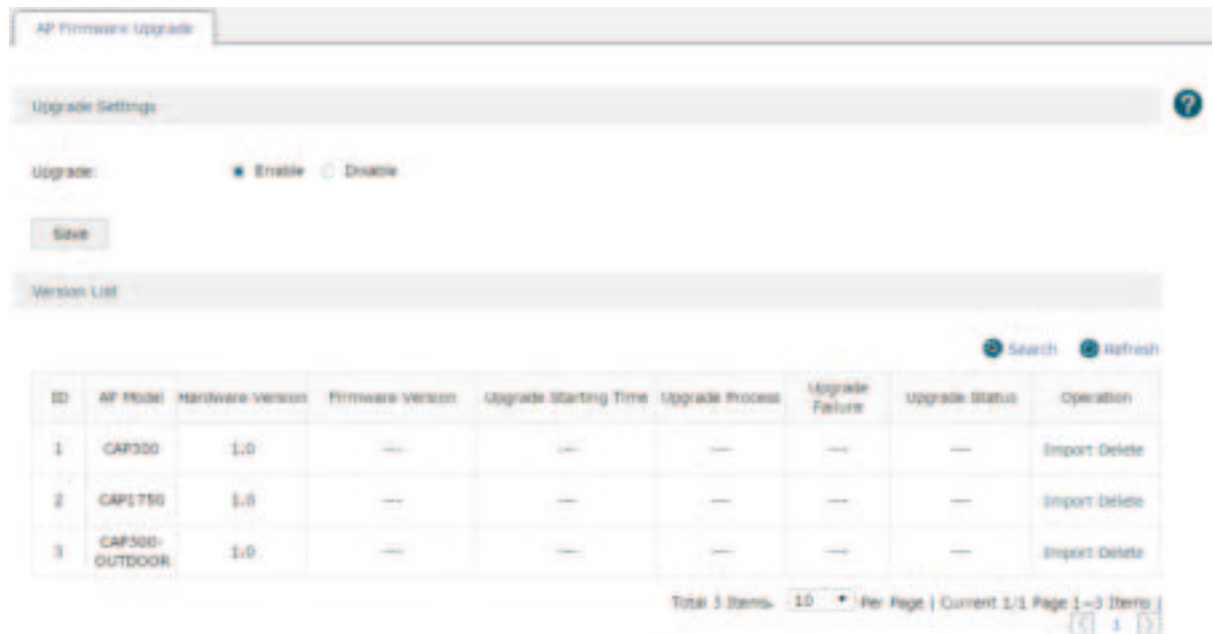 AP Firmware Upgrade
Upgrade Settings
?
Upgrade: Enable Disable
Save
Version List
Search Refresh
ID AP Model Hardware Version Firmware Version Upgrade Starting Time Upgrade Process Upgrade Failure Upgrade Status Operation
1 CAP300 1.0 --- --- --- --- --- Import Delete
2 CAP1750 1.0 --- --- --- --- --- Import Delete
3 CAP300-OUTDOOR 1.0 --- --- --- --- --- Import Delete
Total 3 Items. 10 Per Page | Current 1/1 Page 1~3 Items |
< 1 >